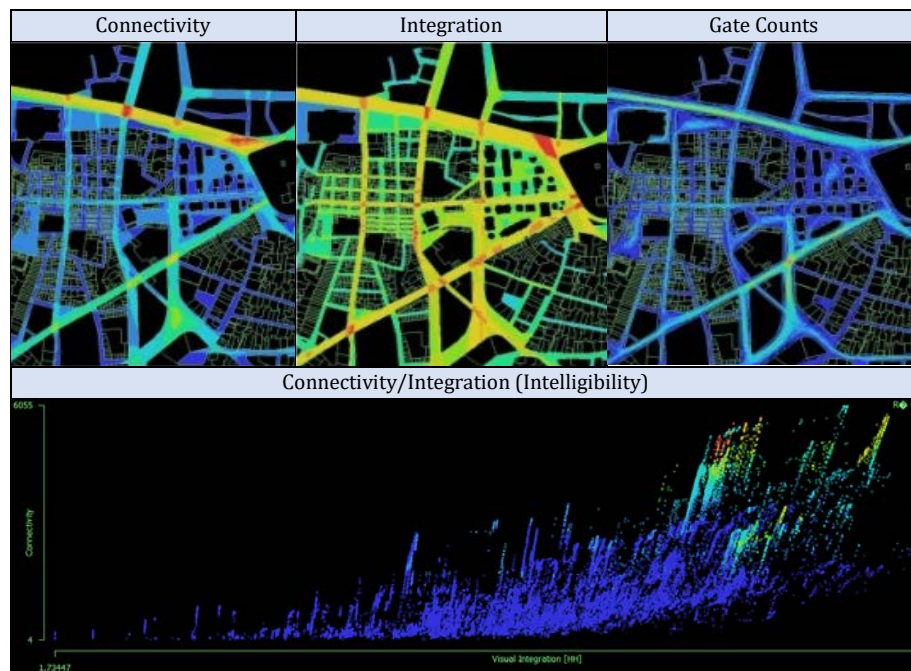 Connectivity
Integration
Gate Counts
Connectivity/Integration (Intelligibility)
6055
R�
Connectivity
4
Visual Integration [HH]
1.73447